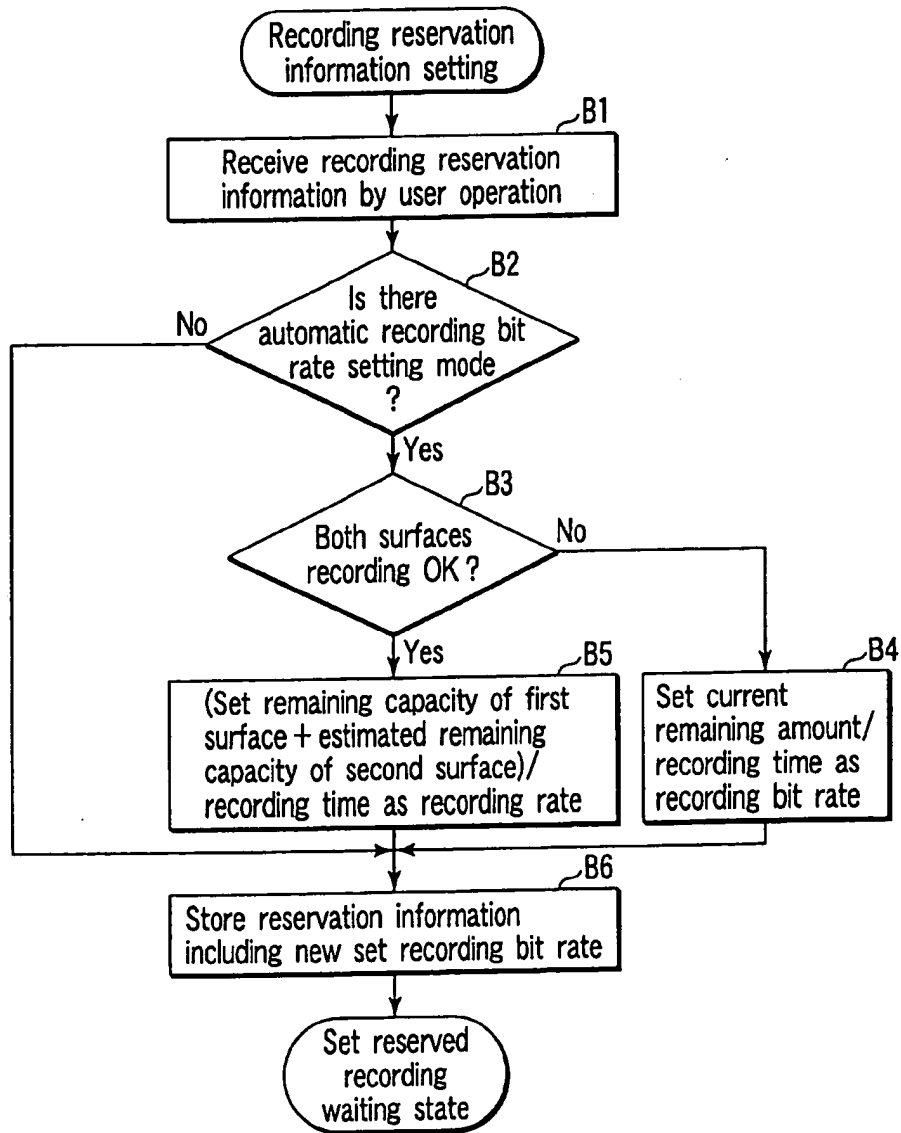 Recording reservation
information setting
B1
Receive recording reservation
information by user operation
B2
Is there
automatic recording bit
rate setting mode
?
No
Yes
B3
Both surfaces
recording OK?
No
Yes
B5
(Set remaining capacity of first
surface + estimated remaining
capacity of second surface)/
recording time as recording rate
B4
Set current
remaining amount/
recording time as
recording bit rate
B6
Store reservation information
including new set recording bit rate
Set reserved
recording
waiting state